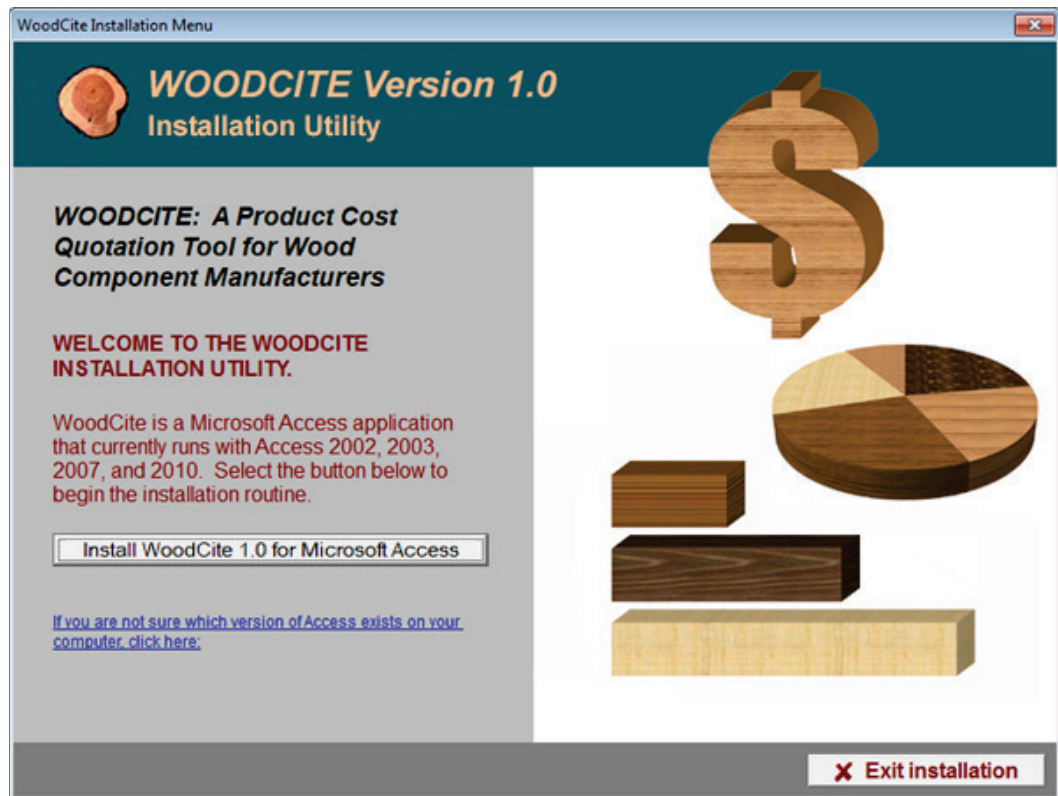 WoodCite Installation Menu
WOODCITE Version 1.0
Installation Utility
WOODCITE:  A Product Cost
Quotation Tool for Wood
Component Manufacturers
WELCOME TO THE WOODCITE
INSTALLATION UTILITY.
WoodCite is a Microsoft Access application
that currently runs with Access 2002, 2003,
2007, and 2010.  Select the button below to
begin the installation routine.
Install WoodCite 1.0 for Microsoft Access
If you are not sure which version of Access exists on your
computer, click here:
Exit installation